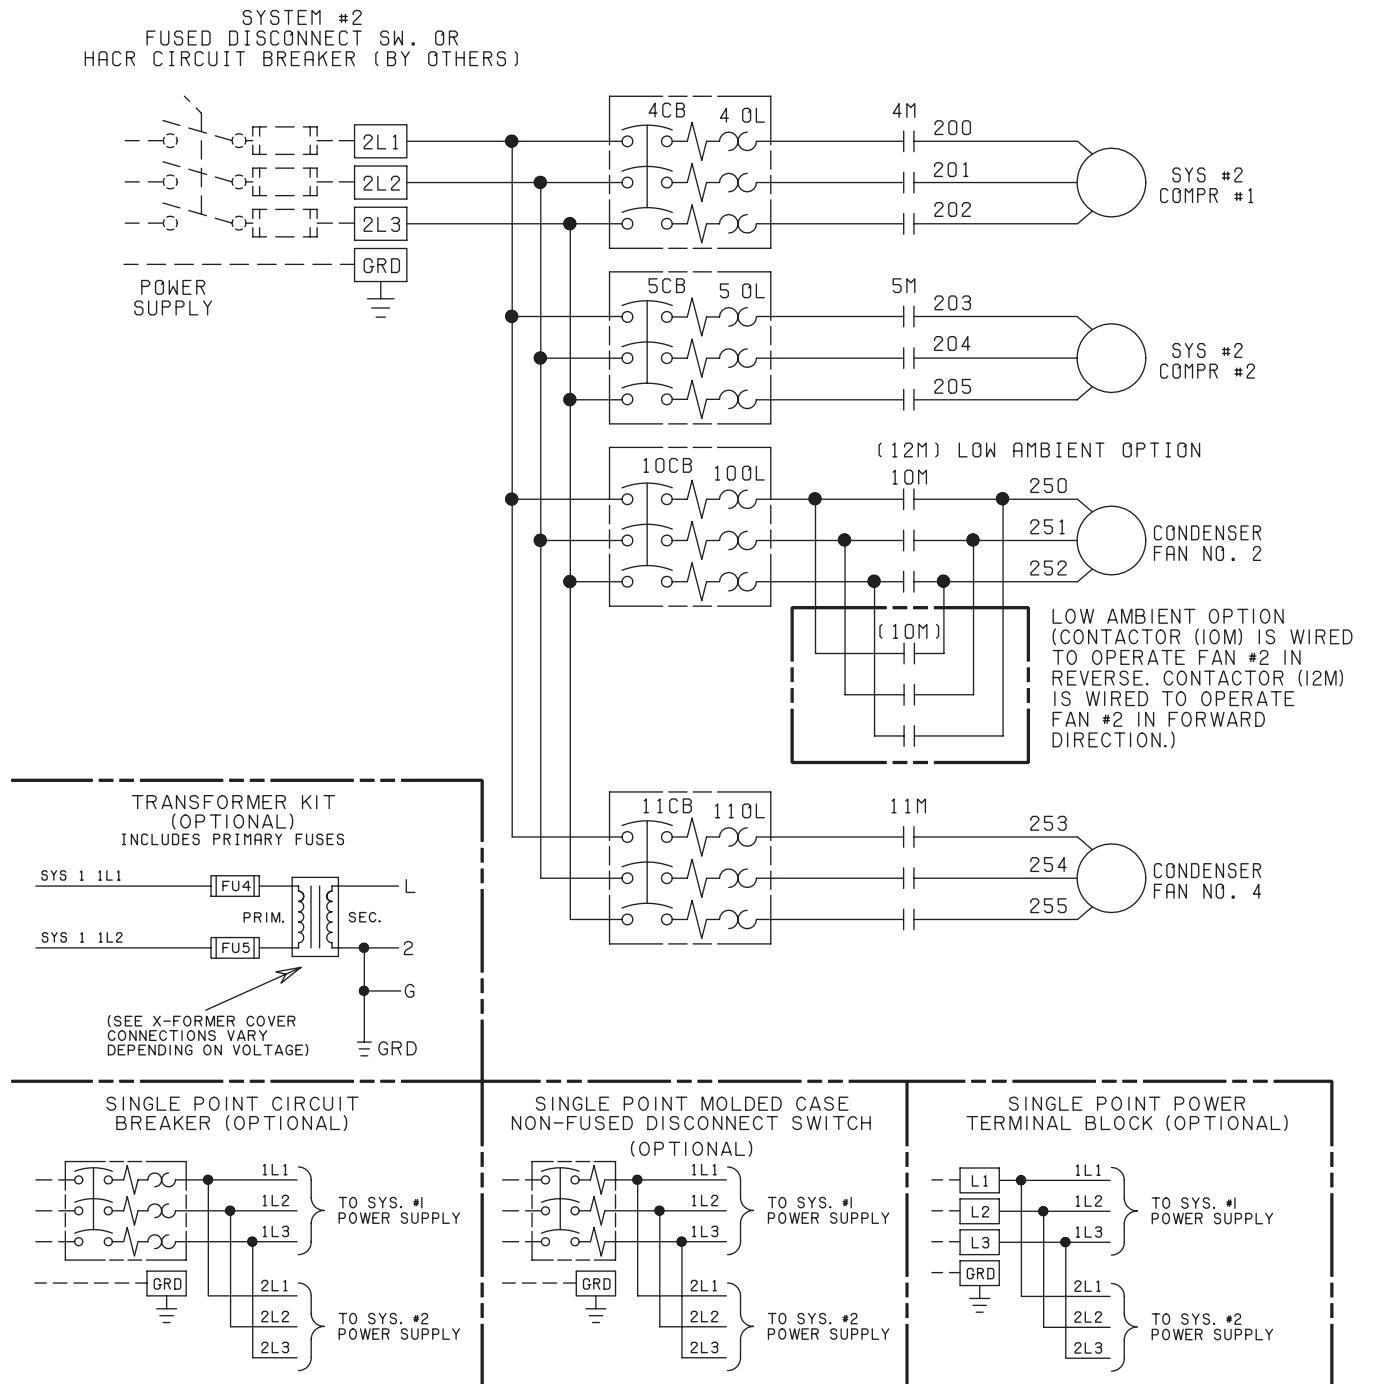 SYSTEM #2
FUSED DISCONNECT SW. OR
HACR CIRCUIT BREAKER (BY OTHERS)
2L1
2L2
2L3
GRD
POWER
SUPPLY
4CB
4 OL
4M
200
201
202
SYS #2
COMPR #1
5CB
5 OL
5M
203
204
205
SYS #2
COMPR #2
(12M) LOW AMBIENT OPTION
10CB
10OL
10M
250
251
252
CONDENSER
FAN NO. 2
(10M)
LOW AMBIENT OPTION
(CONTACTOR (10M) IS WIRED
TO OPERATE FAN #2 IN
REVERSE. CONTACTOR (12M)
IS WIRED TO OPERATE
FAN #2 IN FORWARD
DIRECTION.)
11CB
11OL
11M
253
254
255
CONDENSER
FAN NO. 4
TRANSFORMER KIT
(OPTIONAL)
INCLUDES PRIMARY FUSES
SYS 1 1L1
FU4
L
PRIM.
SEC.
SYS 1 1L2
FU5
2
G
(SEE X-FORMER COVER
CONNECTIONS VARY
DEPENDING ON VOLTAGE)
GRD
SINGLE POINT CIRCUIT
BREAKER (OPTIONAL)
1L1
1L2
1L3
TO SYS. #1
POWER SUPPLY
GRD
2L1
2L2
2L3
TO SYS. #2
POWER SUPPLY
SINGLE POINT MOLDED CASE
NON-FUSED DISCONNECT SWITCH
(OPTIONAL)
1L1
1L2
1L3
TO SYS. #1
POWER SUPPLY
GRD
2L1
2L2
2L3
TO SYS. #2
POWER SUPPLY
SINGLE POINT POWER
TERMINAL BLOCK (OPTIONAL)
L1
L2
L3
GRD
1L1
1L2
1L3
TO SYS. #1
POWER SUPPLY
2L1
2L2
2L3
TO SYS. #2
POWER SUPPLY